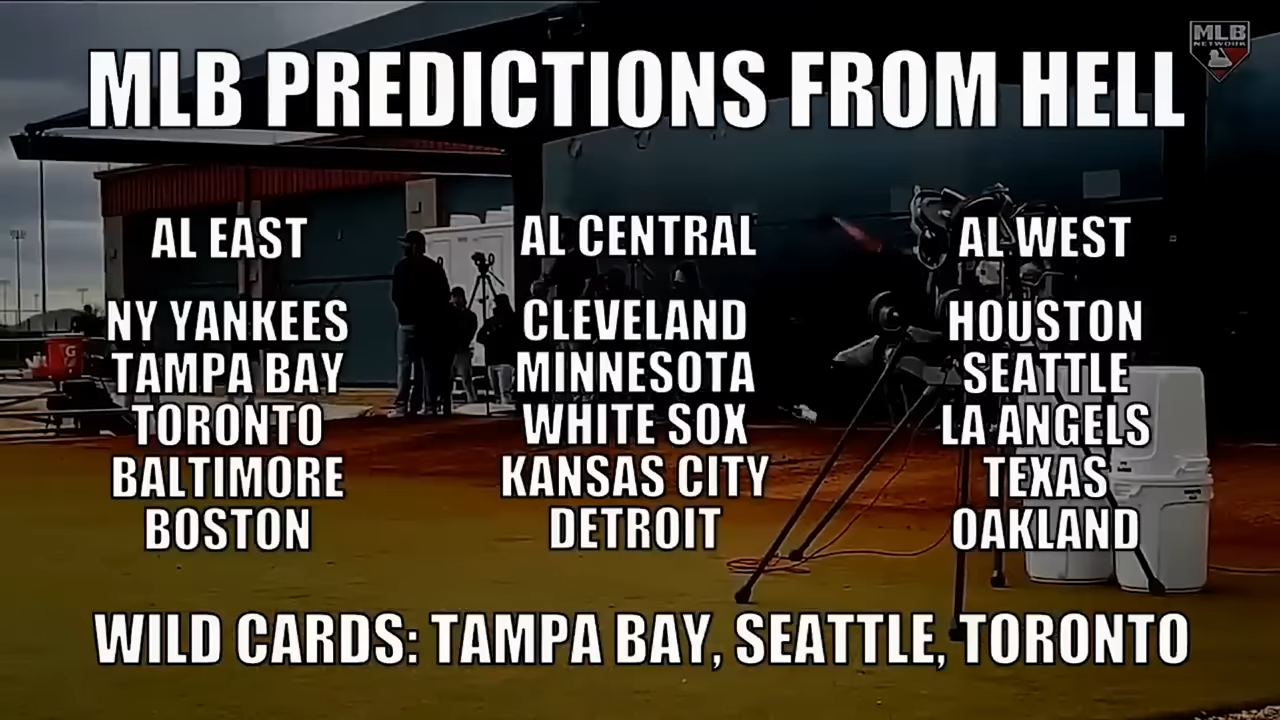 MLB NETWORK
MLB PREDICTIONS FROM HELL
AL EAST
NY YANKEES
TAMPA BAY
TORONTO
BALTIMORE
BOSTON
AL CENTRAL
CLEVELAND
MINNESOTA
WHITE SOX
KANSAS CITY
DETROIT
AL WEST
HOUSTON
SEATTLE
LA ANGELS
TEXAS
OAKLAND
WILD CARDS: TAMPA BAY, SEATTLE, TORONTO
G